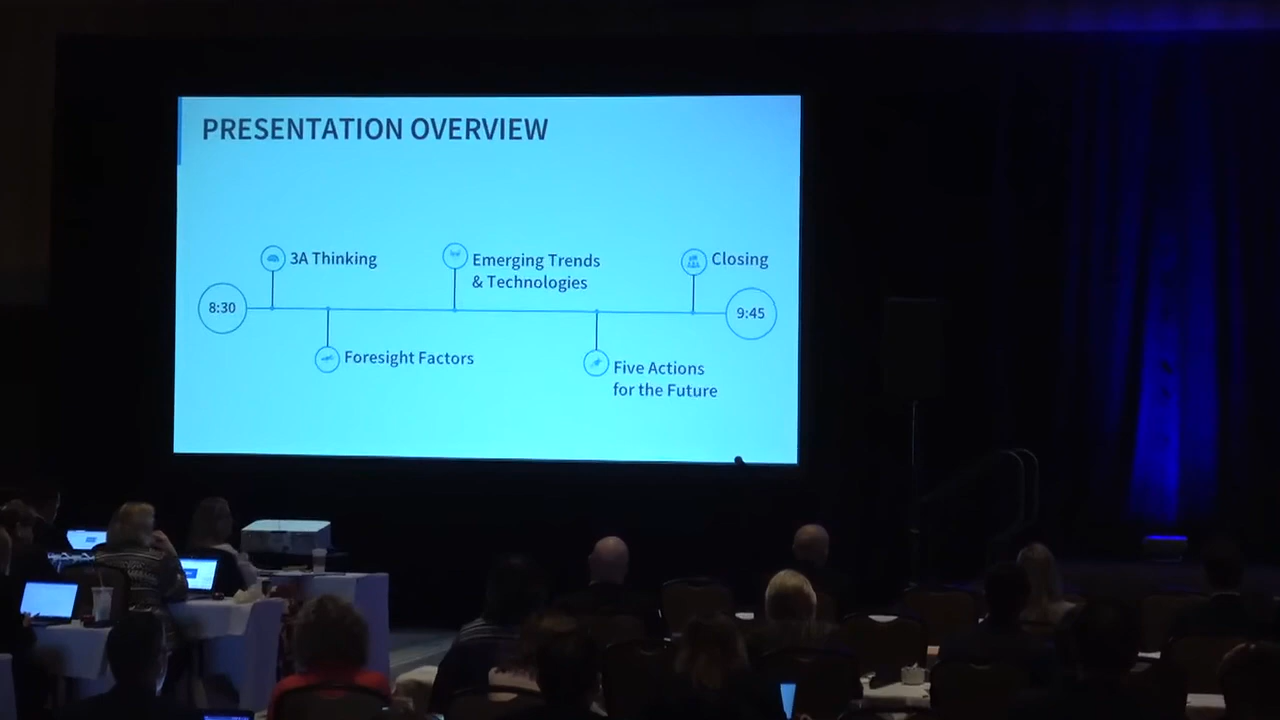 PRESENTATION OVERVIEW
3A Thinking
Emerging Trends
& Technologies
Closing
8:30
9:45
Foresight Factors
Five Actions
for the Future